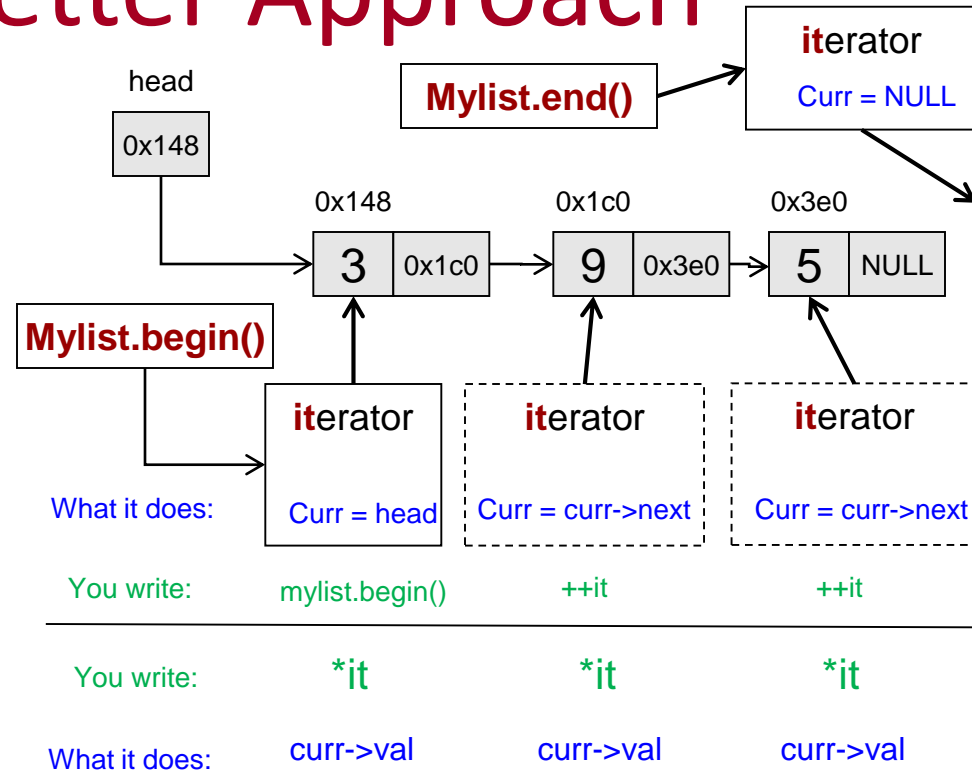 etter Approach
iterator
Curr = NULL
Mylist.end()
head
0x148
0x148
0x1c0
0x3e0
3
0x1c0
9
0x3e0
5
NULL
Mylist.begin()
iterator
iterator
iterator
What it does:
Curr = head
Curr = curr->next
Curr = curr->next
You write:
mylist.begin()
++it
++it
You write:
*it
*it
*it
What it does:
curr->val
curr->val
curr->val